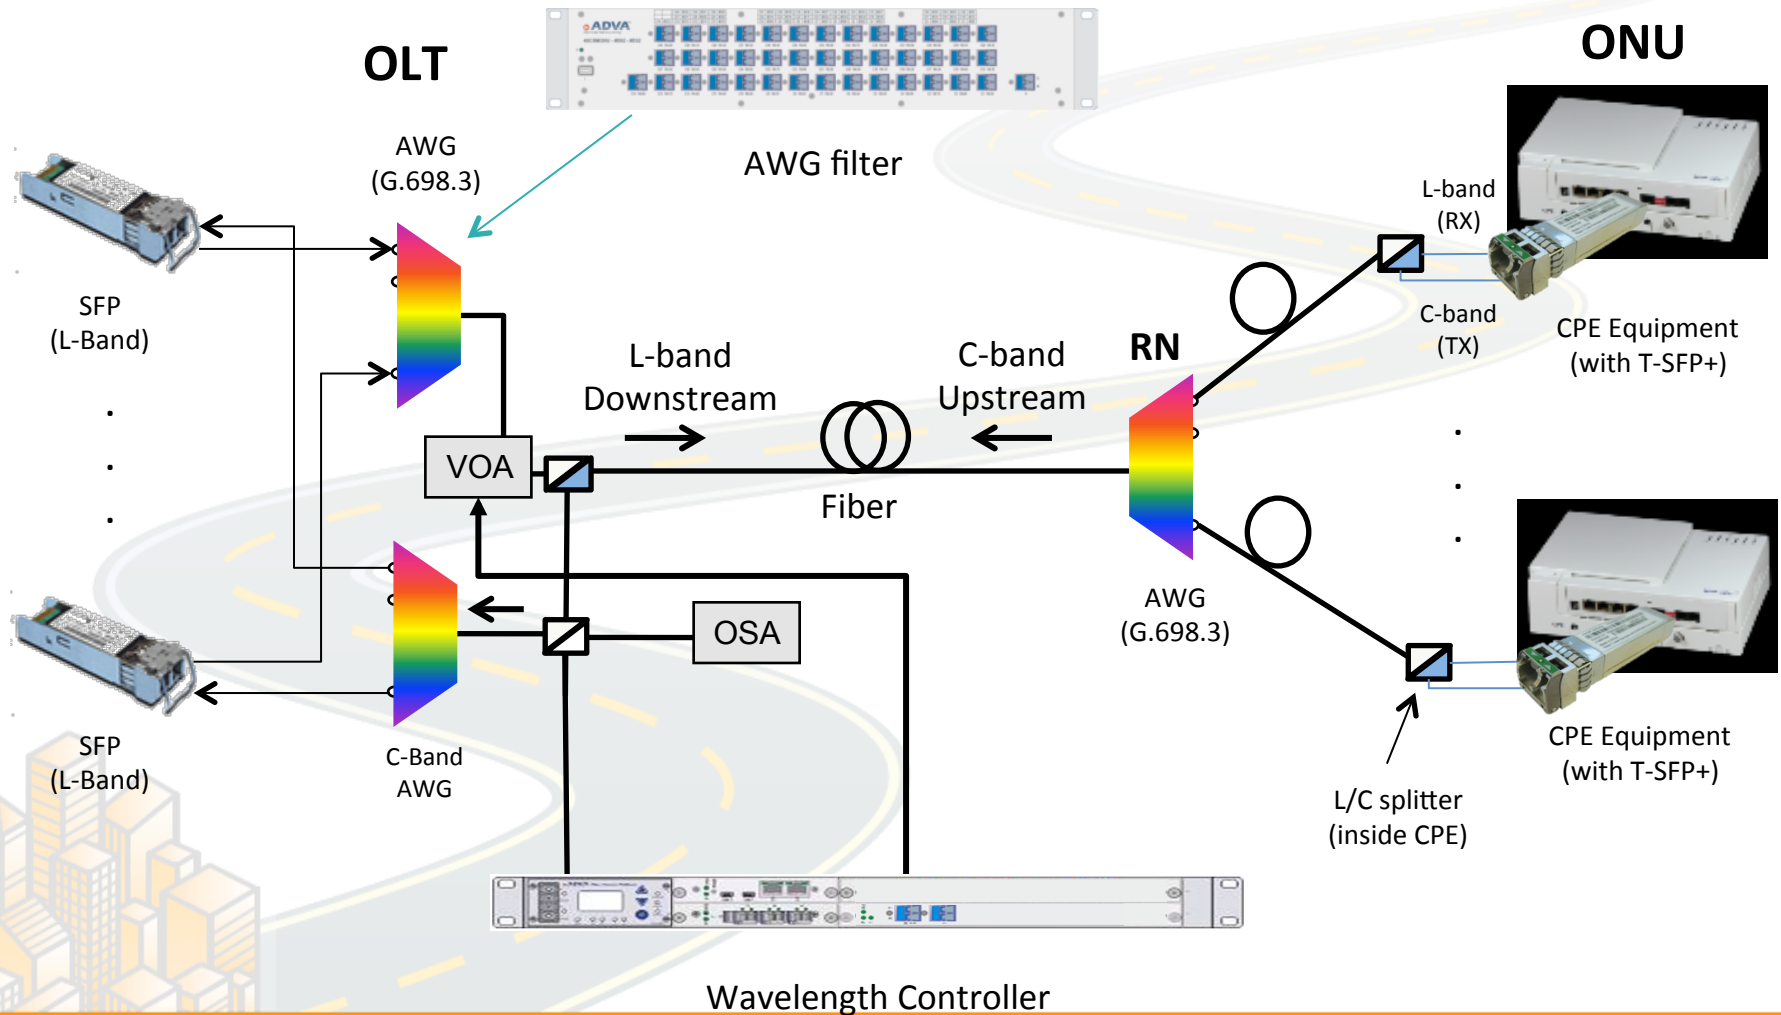 OLT
ADVA
ONU
AWG
(G.698.3)
AWG filter
L-band
(RX)
SFP
(L-Band)
C-band
(TX)
CPE Equipment
(with T-SFP+)
L-band
Downstream
C-band
Upstream
RN
VOA
Fiber
AWG
(G.698.3)
OSA
SFP
(L-Band)
C-Band
AWG
CPE Equipment
(with T-SFP+)
L/C splitter
(inside CPE)
Wavelength Controller